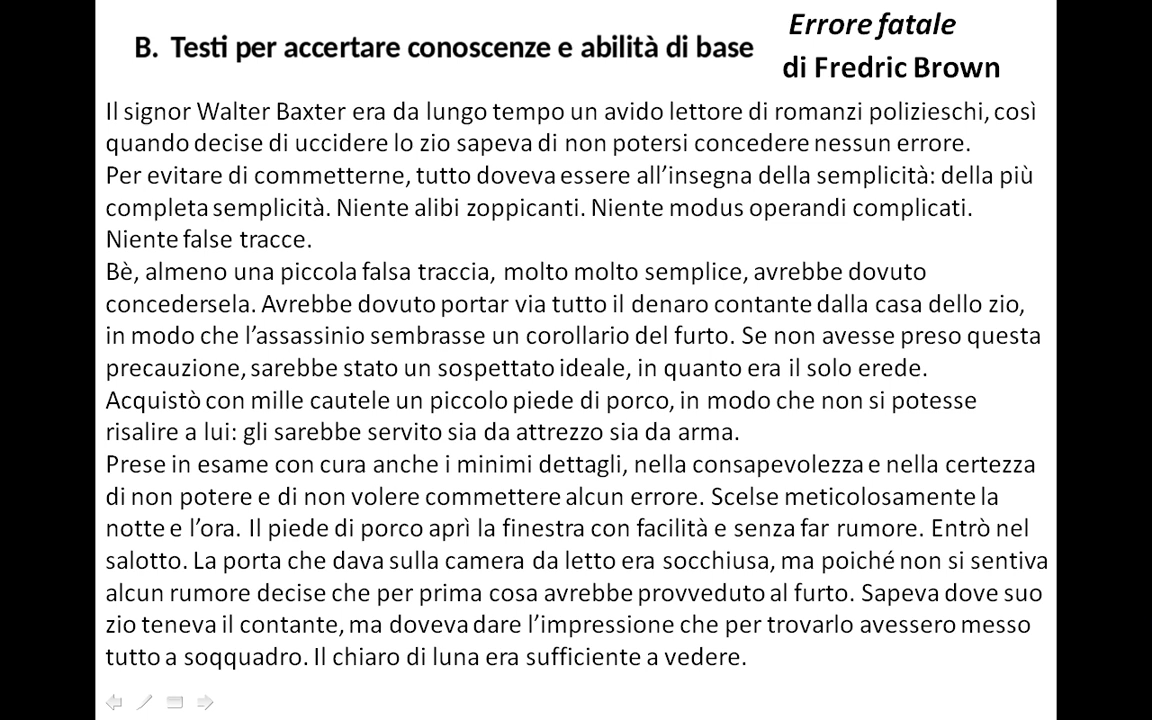 B. Testi per accertare conoscenze e abilità di base
Errore fatale
di Fredric Brown
Il signor Walter Baxter era da lungo tempo un avido lettore di romanzi polizieschi, così
quando decise di uccidere lo zio sapeva di non potersi concedere nessun errore.
Per evitare di commetterne, tutto doveva essere all’insegna della semplicità: della più
completa semplicità. Niente alibi zoppicanti. Niente modus operandi complicati.
Niente false tracce.
Bè, almeno una piccola falsa traccia, molto molto semplice, avrebbe dovuto
concedersela. Avrebbe dovuto portar via tutto il denaro contante dalla casa dello zio,
in modo che l’assassinio sembrasse un corollario del furto. Se non avesse preso questa
precauzione, sarebbe stato un sospettato ideale, in quanto era il solo erede.
Acquistò con mille cautele un piccolo piede di porco, in modo che non si potesse
risalire a lui: gli sarebbe servito sia da attrezzo sia da arma.
Prese in esame con cura anche i minimi dettagli, nella consapevolezza e nella certezza
di non potere e di non volere commettere alcun errore. Scelse meticolosamente la
notte e l’ora. Il piede di porco aprì la finestra con facilità e senza far rumore. Entrò nel
salotto. La porta che dava sulla camera da letto era socchiusa, ma poiché non si sentiva
alcun rumore decise che per prima cosa avrebbe provveduto al furto. Sapeva dove suo
zio teneva il contante, ma doveva dare l’impressione che per trovarlo avessero messo
tutto a soqquadro. Il chiaro di luna era sufficiente a vedere.